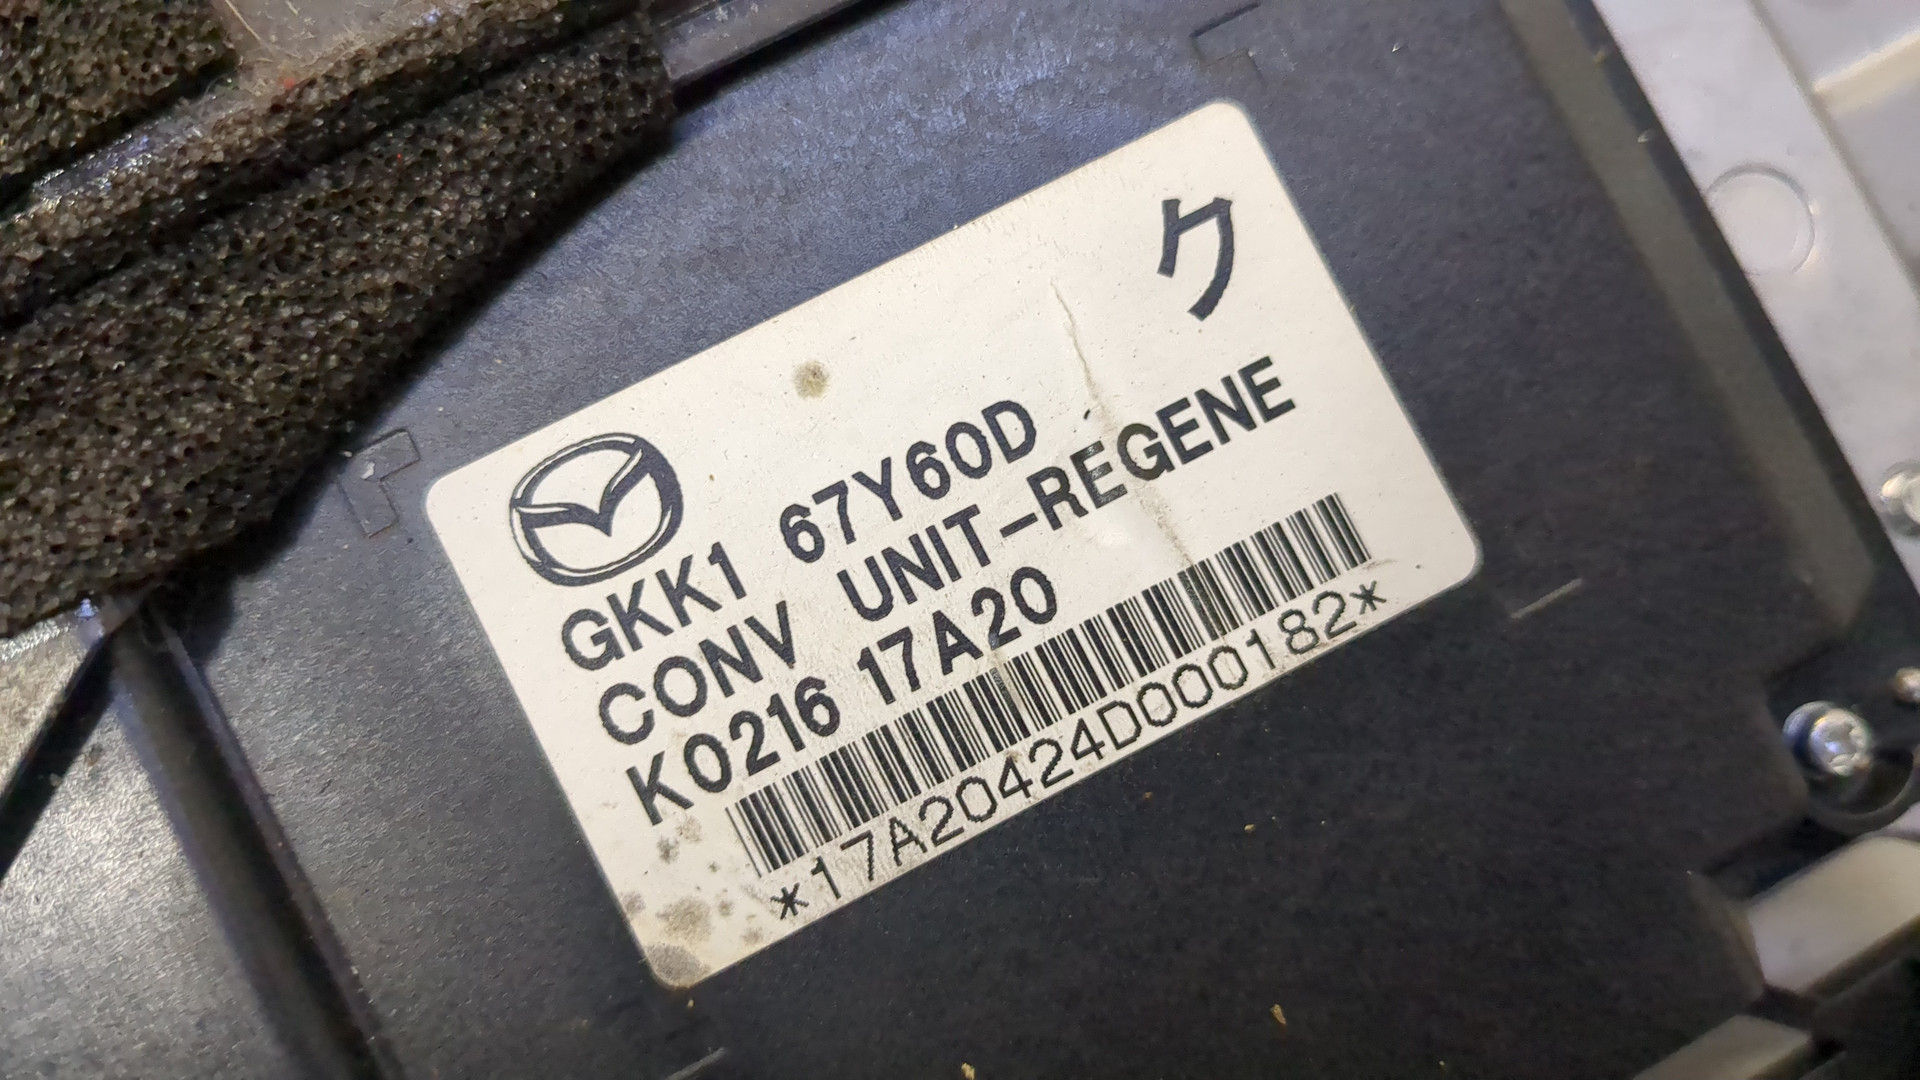 ク
GKK1 67Y60D
CONV UNIT-REGENE
K0216 17A20
*17A20424D000182*